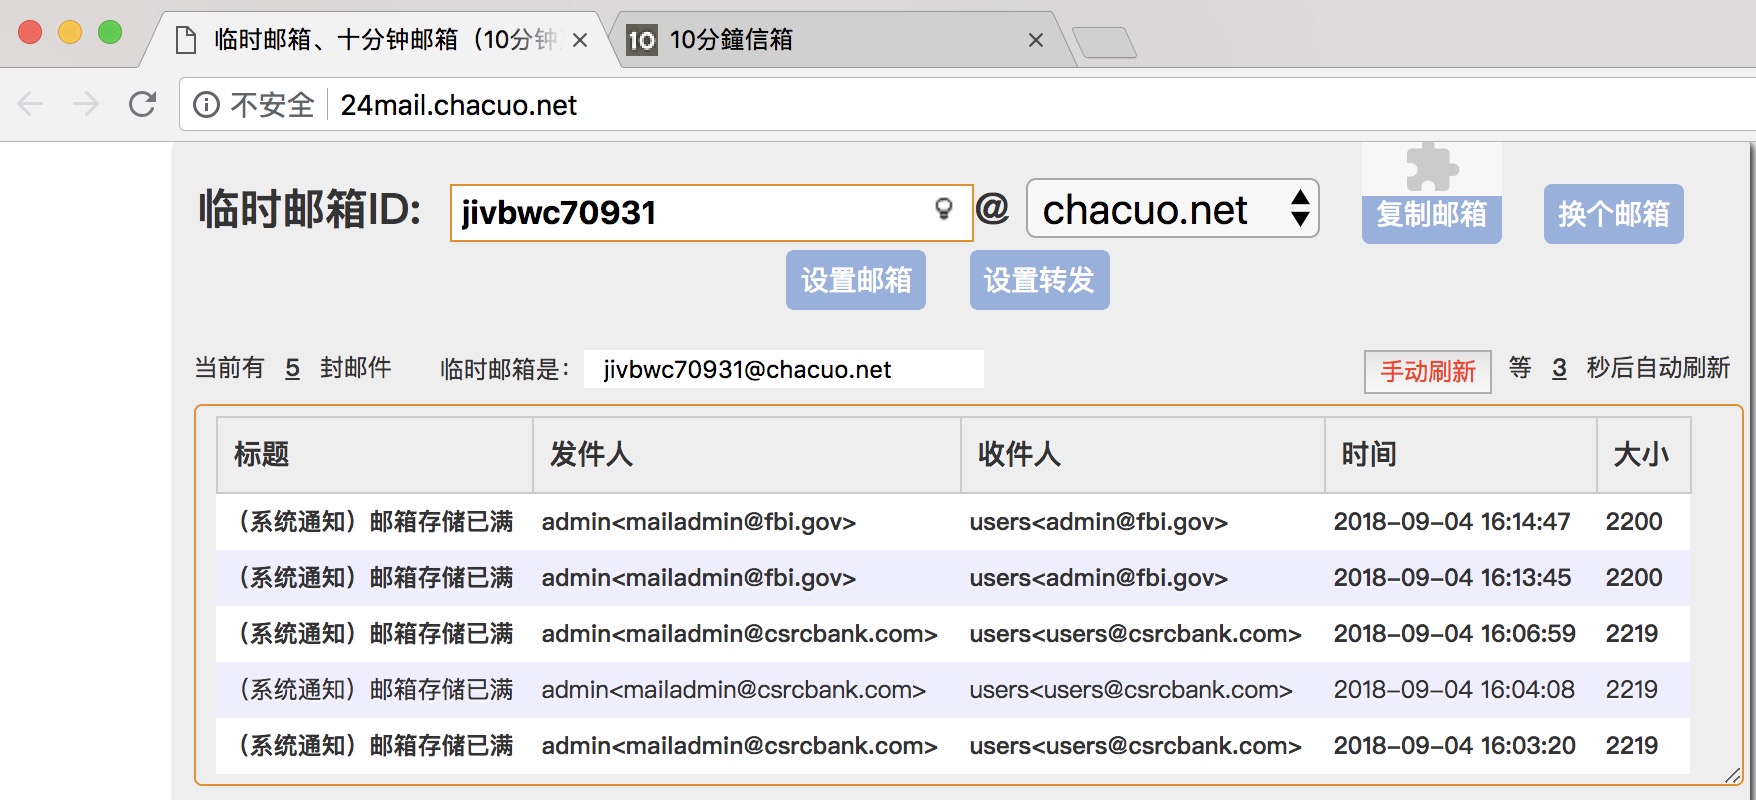 临时邮箱、十分钟邮箱（10分钟
10 10分鐘信箱
不安全 24mail.chacuo.net
临时邮箱ID: jivbwc70931 @ chacuo.net 复制邮箱 换个邮箱
设置邮箱 设置转发
当前有 5 封邮件 临时邮箱是： jivbwc70931@chacuo.net 手动刷新 等 3 秒后自动刷新
标题 发件人 收件人 时间 大小
（系统通知）邮箱存储已满 admin<mailadmin@fbi.gov> users<admin@fbi.gov> 2018-09-04 16:14:47 2200
（系统通知）邮箱存储已满 admin<mailadmin@fbi.gov> users<admin@fbi.gov> 2018-09-04 16:13:45 2200
（系统通知）邮箱存储已满 admin<mailadmin@csrcbank.com> users<users@csrcbank.com> 2018-09-04 16:06:59 2219
（系统通知）邮箱存储已满 admin<mailadmin@csrcbank.com> users<users@csrcbank.com> 2018-09-04 16:04:08 2219
（系统通知）邮箱存储已满 admin<mailadmin@csrcbank.com> users<users@csrcbank.com> 2018-09-04 16:03:20 2219